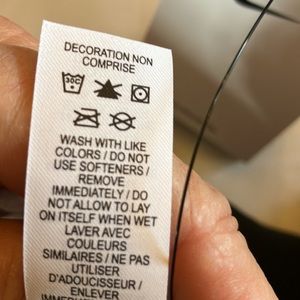 DECORATION NON
COMPRISE
30C
WASH WITH LIKE
COLORS / DO NOT
USE SOFTENERS /
REMOVE
IMMEDIATELY / DO
NOT ALLOW TO LAY
ON ITSELF WHEN WET
LAVER AVEC
COULEURS
SIMILAIRES / NE PAS
UTILISER
D'ADOUCISSEUR /
ENLEVER